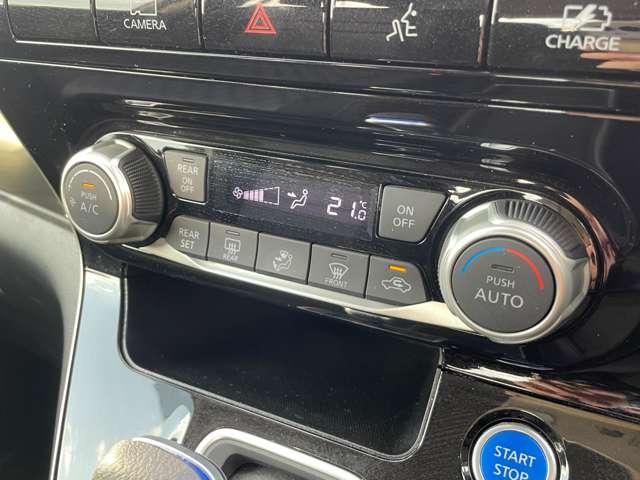 CAMERA
CHARGE
PUSH
A/C
REAR
ON
OFF
21.0
°C
ON
OFF
REAR
SET
REAR
FRONT
PUSH
AUTO
START
STOP